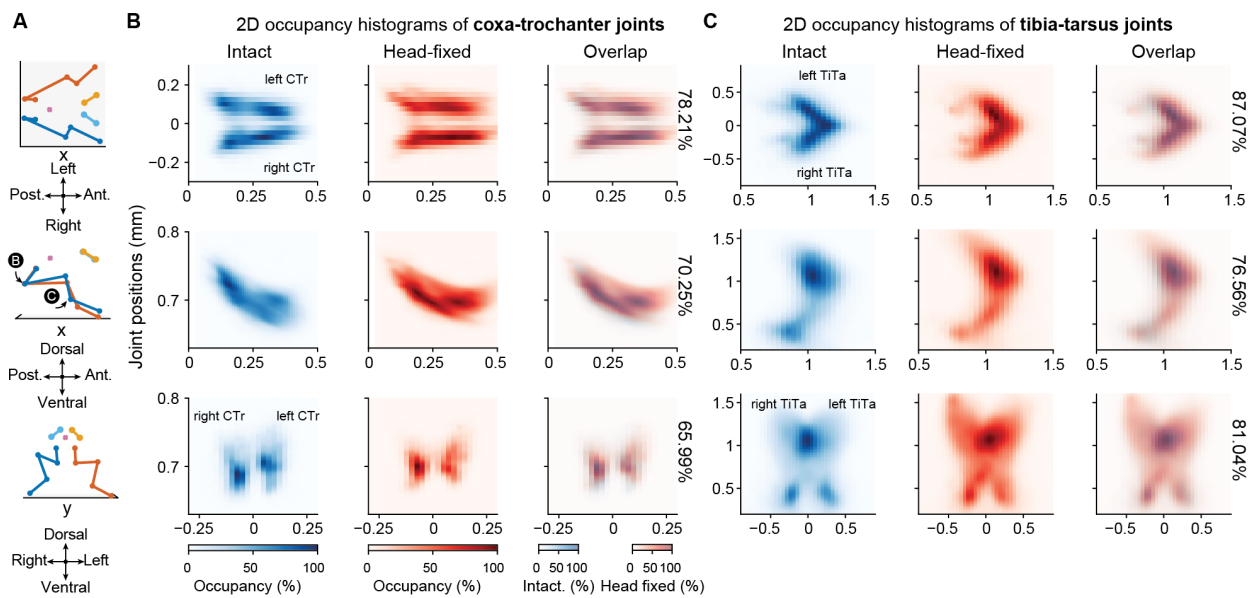 A
x
Left
Post.
Ant.
Right
B
C
x
Dorsal
Post.
Ant.
Ventral
y
Dorsal
Right
Left
Ventral
B
2D occupancy histograms of coxa-trochanter joints
Intact
Head-fixed
Overlap
Joint positions (mm)
0.2
0
−0.2
left CTr
right CTr
0 0.25 0.5
0 0.25 0.5
0 0.25 0.5
78.21%
0.8
0.7
0 0.25 0.5
0 0.25 0.5
0 0.25 0.5
70.25%
0.8
0.7
right CTr
left CTr
−0.25 0 0.25
−0.25 0 0.25
−0.25 0 0.25
65.99%
0 50 100
Occupancy (%)
0 50 100
Occupancy (%)
0 50 100
Intact. (%)
0 50 100
Head fixed (%)
C
2D occupancy histograms of tibia-tarsus joints
Intact
Head-fixed
Overlap
0.5
0
−0.5
left TiTa
right TiTa
0.5 1 1.5
0.5 1 1.5
0.5 1 1.5
87.07%
1.5
1
0.5
0.5 1 1.5
0.5 1 1.5
0.5 1 1.5
76.56%
1.5
1
0.5
right TiTa
left TiTa
−0.5 0 0.5
−0.5 0 0.5
−0.5 0 0.5
81.04%